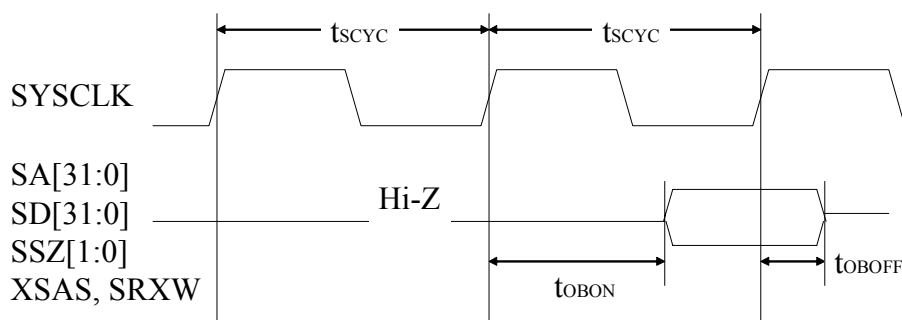 tSCYC tSCYC
SYSCLK
SA[31:0]
SD[31:0]
SSZ[1:0]
XSAS, SRXW
Hi-Z
tOBON
tOBOFF